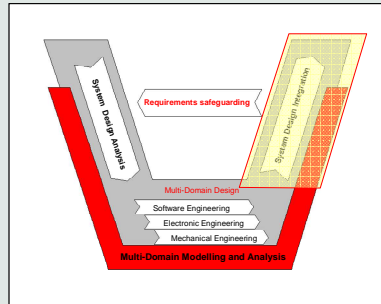 System Design Analysis
Requirements safeguarding
System Design Integration
Multi-Domain Design
Software Engineering
Electronic Engineering
Mechanical Engineering
Multi-Domain Modelling and Analysis